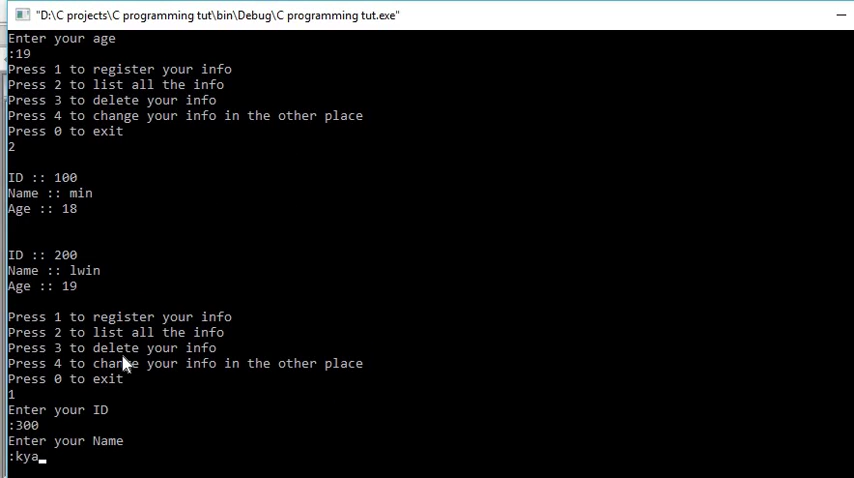 "D:\C projects\C programming tut\bin\Debug\C programming tut.exe"
Enter your age
:19
Press 1 to register your info
Press 2 to list all the info
Press 3 to delete your info
Press 4 to change your info in the other place
Press 0 to exit
2
ID :: 100
Name :: min
Age :: 18
ID :: 200
Name :: lwin
Age :: 19
Press 1 to register your info
Press 2 to list all the info
Press 3 to delete your info
Press 4 to change your info in the other place
Press 0 to exit
1
Enter your ID
:300
Enter your Name
:kya